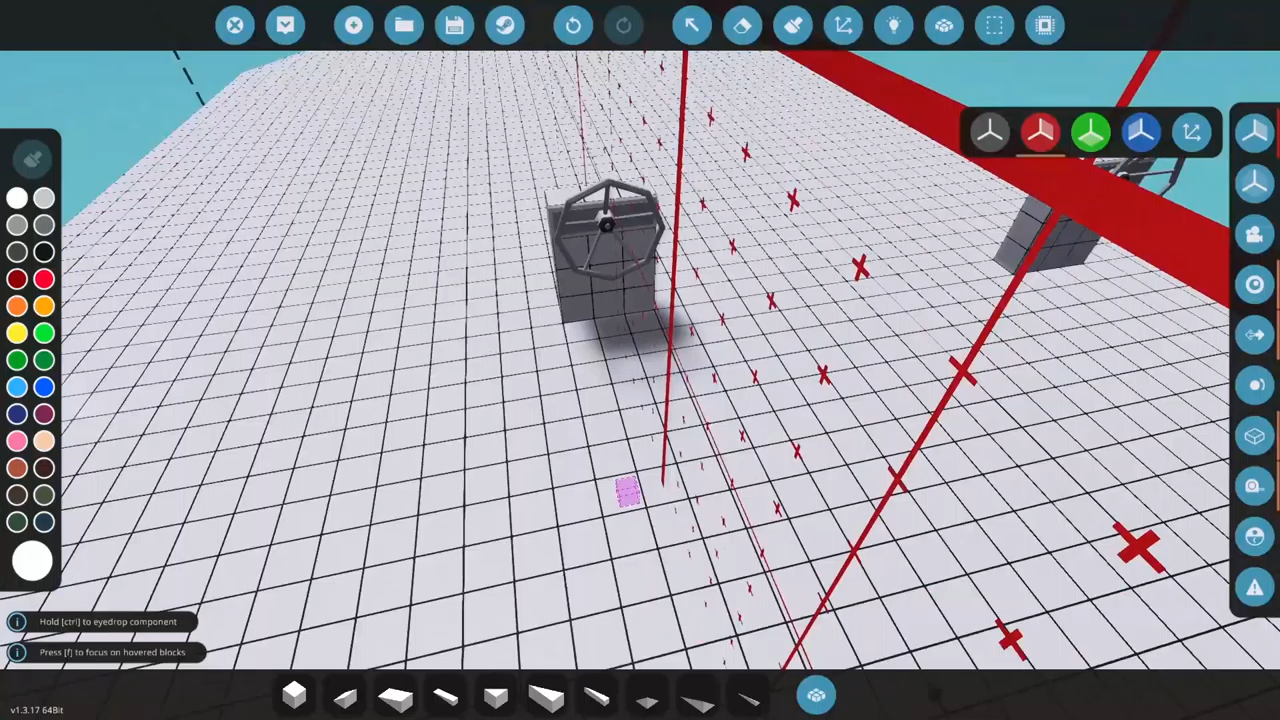 Hold [ctrl] to eyedrop component
Press [f] to focus on hovered blocks
v1.3.17 64Bit